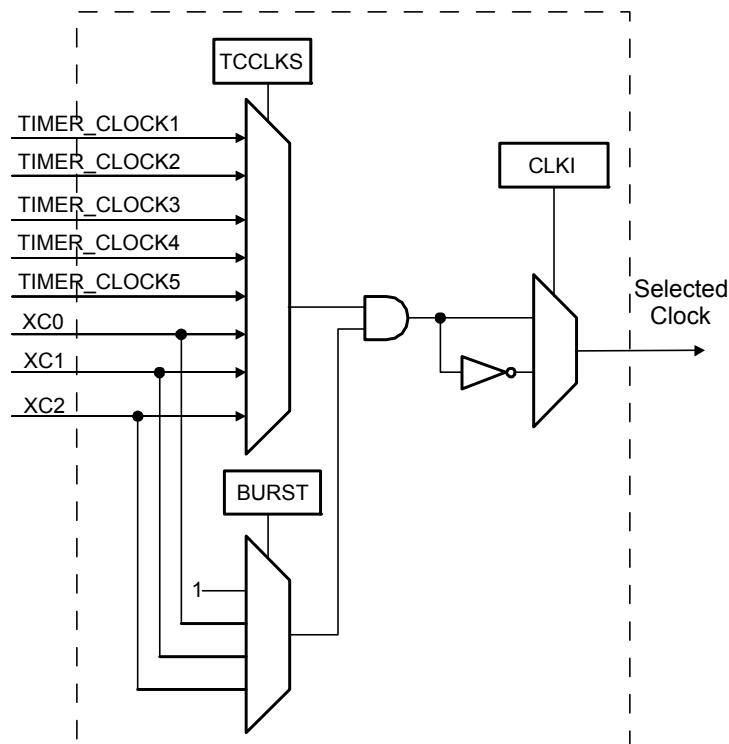 TCCLKS
TIMER_CLOCK1
TIMER_CLOCK2
CLKI
TIMER_CLOCK3
TIMER_CLOCK4
TIMER_CLOCK5
Selected
Clock
XC0
XC1
XC2
BURST
1